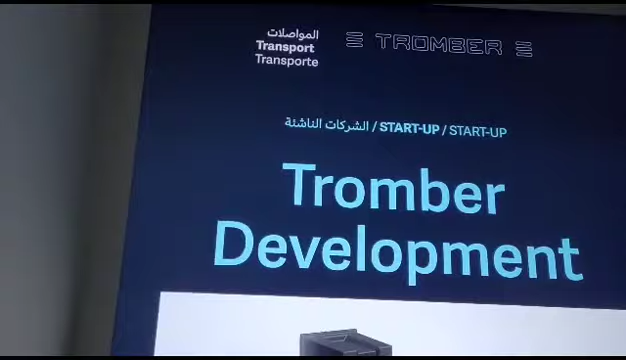 المواصلات
Transport
Transporte
TROMBER
الشركات الناشئة / START-UP / START-UP
Tromber
Development